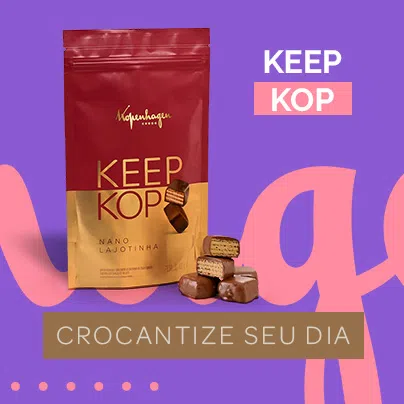 KEEP
KOP
Kopenhagen
KEEP
KOP
NANO
LAJOTINHA
CROCANTIZE SEU DIA